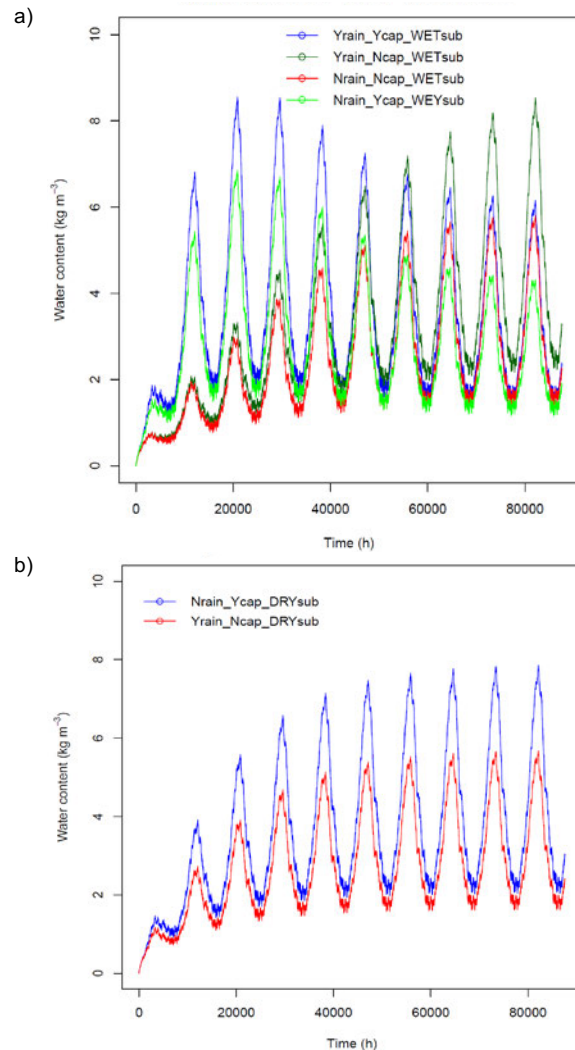 a)
10
8
6
4
2
0
Water content (kg m⁻³)
Yrain_Ycap_WETsub
Yrain_Ncap_WETsub
Nrain_Ncap_WETsub
Nrain_Ycap_WEYsub
0 20000 40000 60000 80000
Time (h)
b)
10
8
6
4
2
0
Water content (kg m⁻³)
Nrain_Ycap_DRYsub
Yrain_Ncap_DRYsub
0 20000 40000 60000 80000
Time (h)